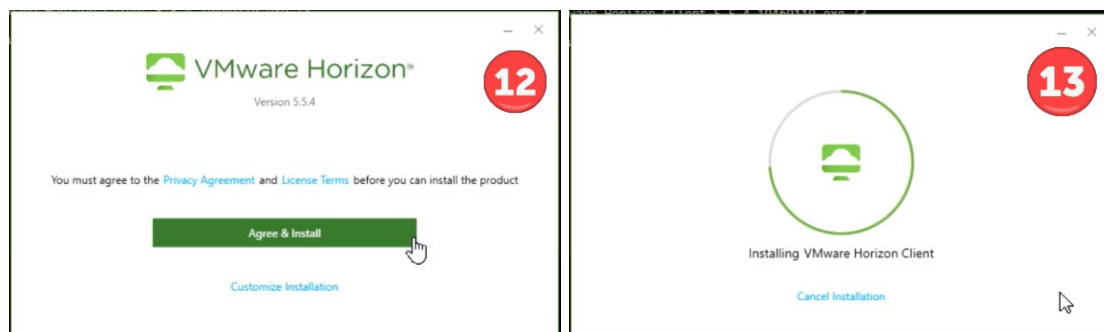 VMware Horizon®
12
Version 5.5.4
You must agree to the Privacy Agreement and License Terms before you can install the product
Agree & Install
Customize Installation
13
Installing VMware Horizon Client
Cancel Installation